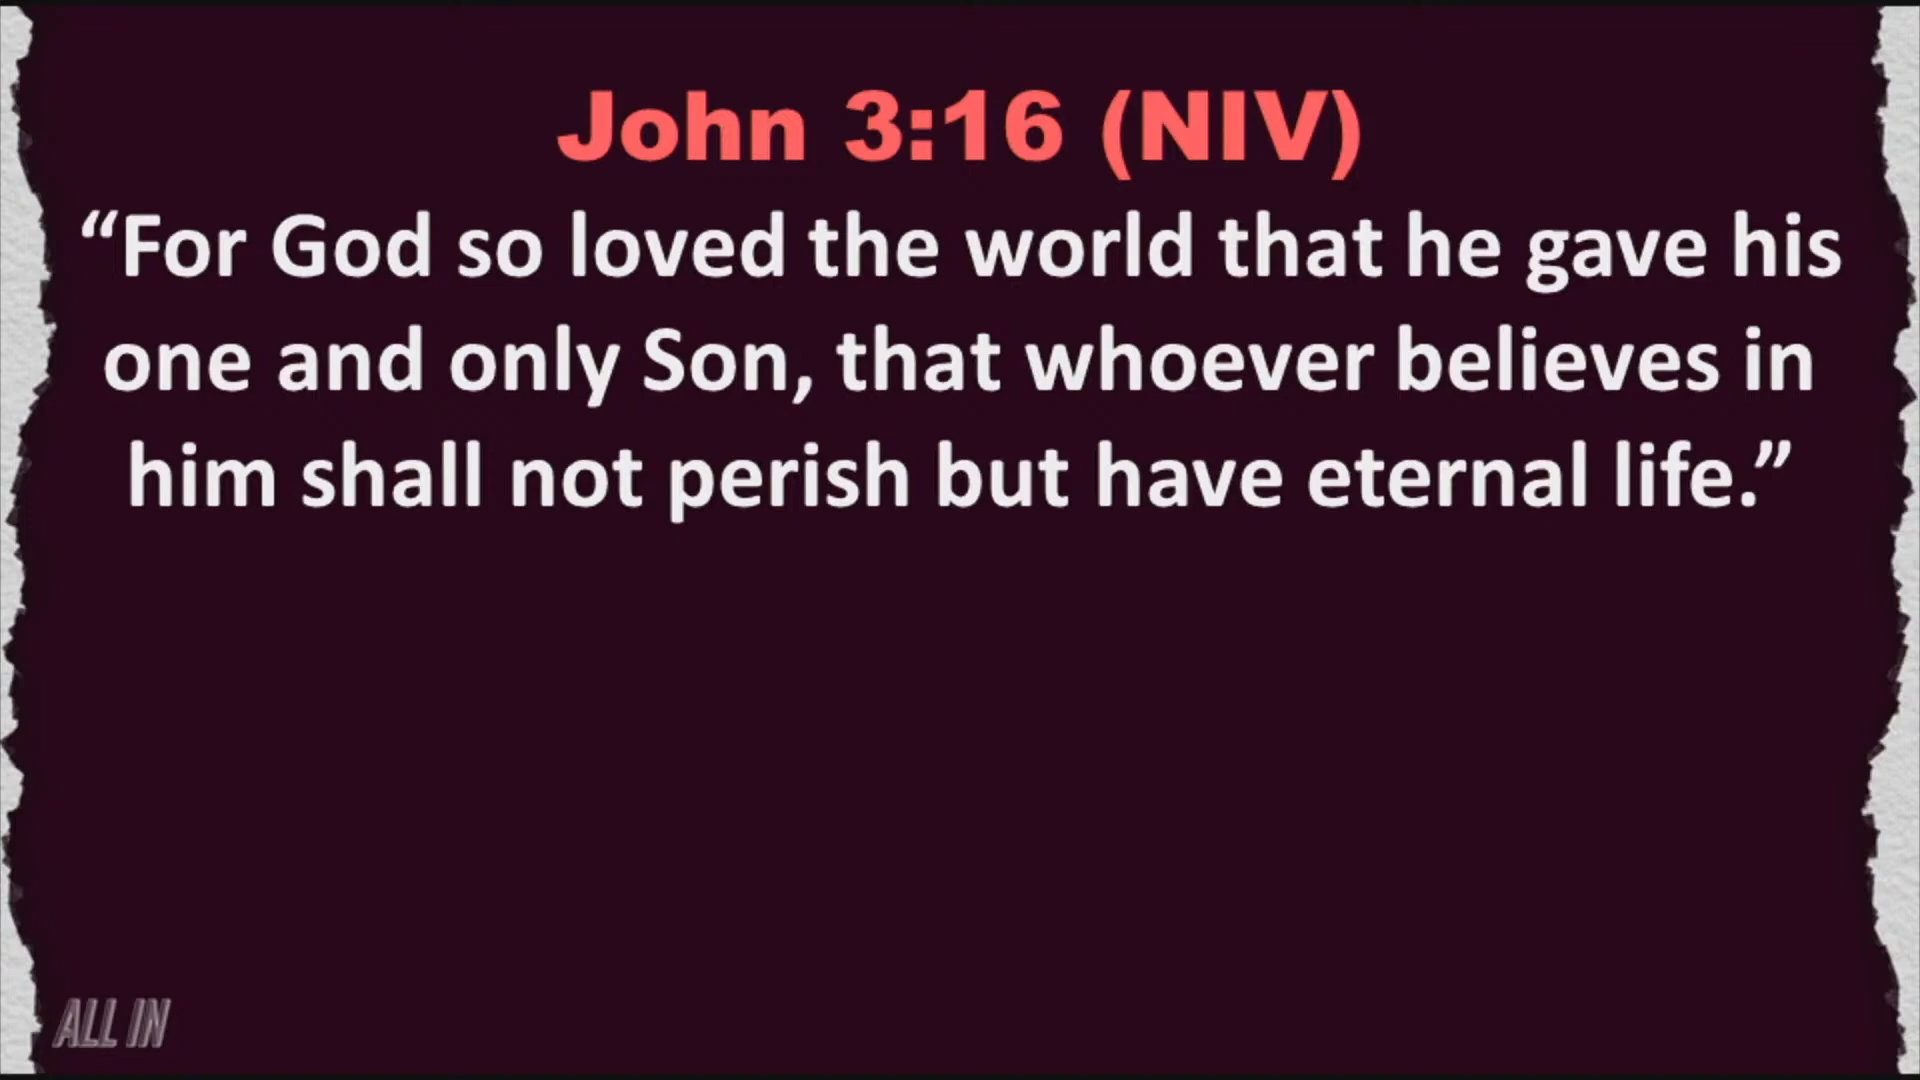 John 3:16 (NIV)
“For God so loved the world that he gave his
one and only Son, that whoever believes in
him shall not perish but have eternal life.”
ALL IN